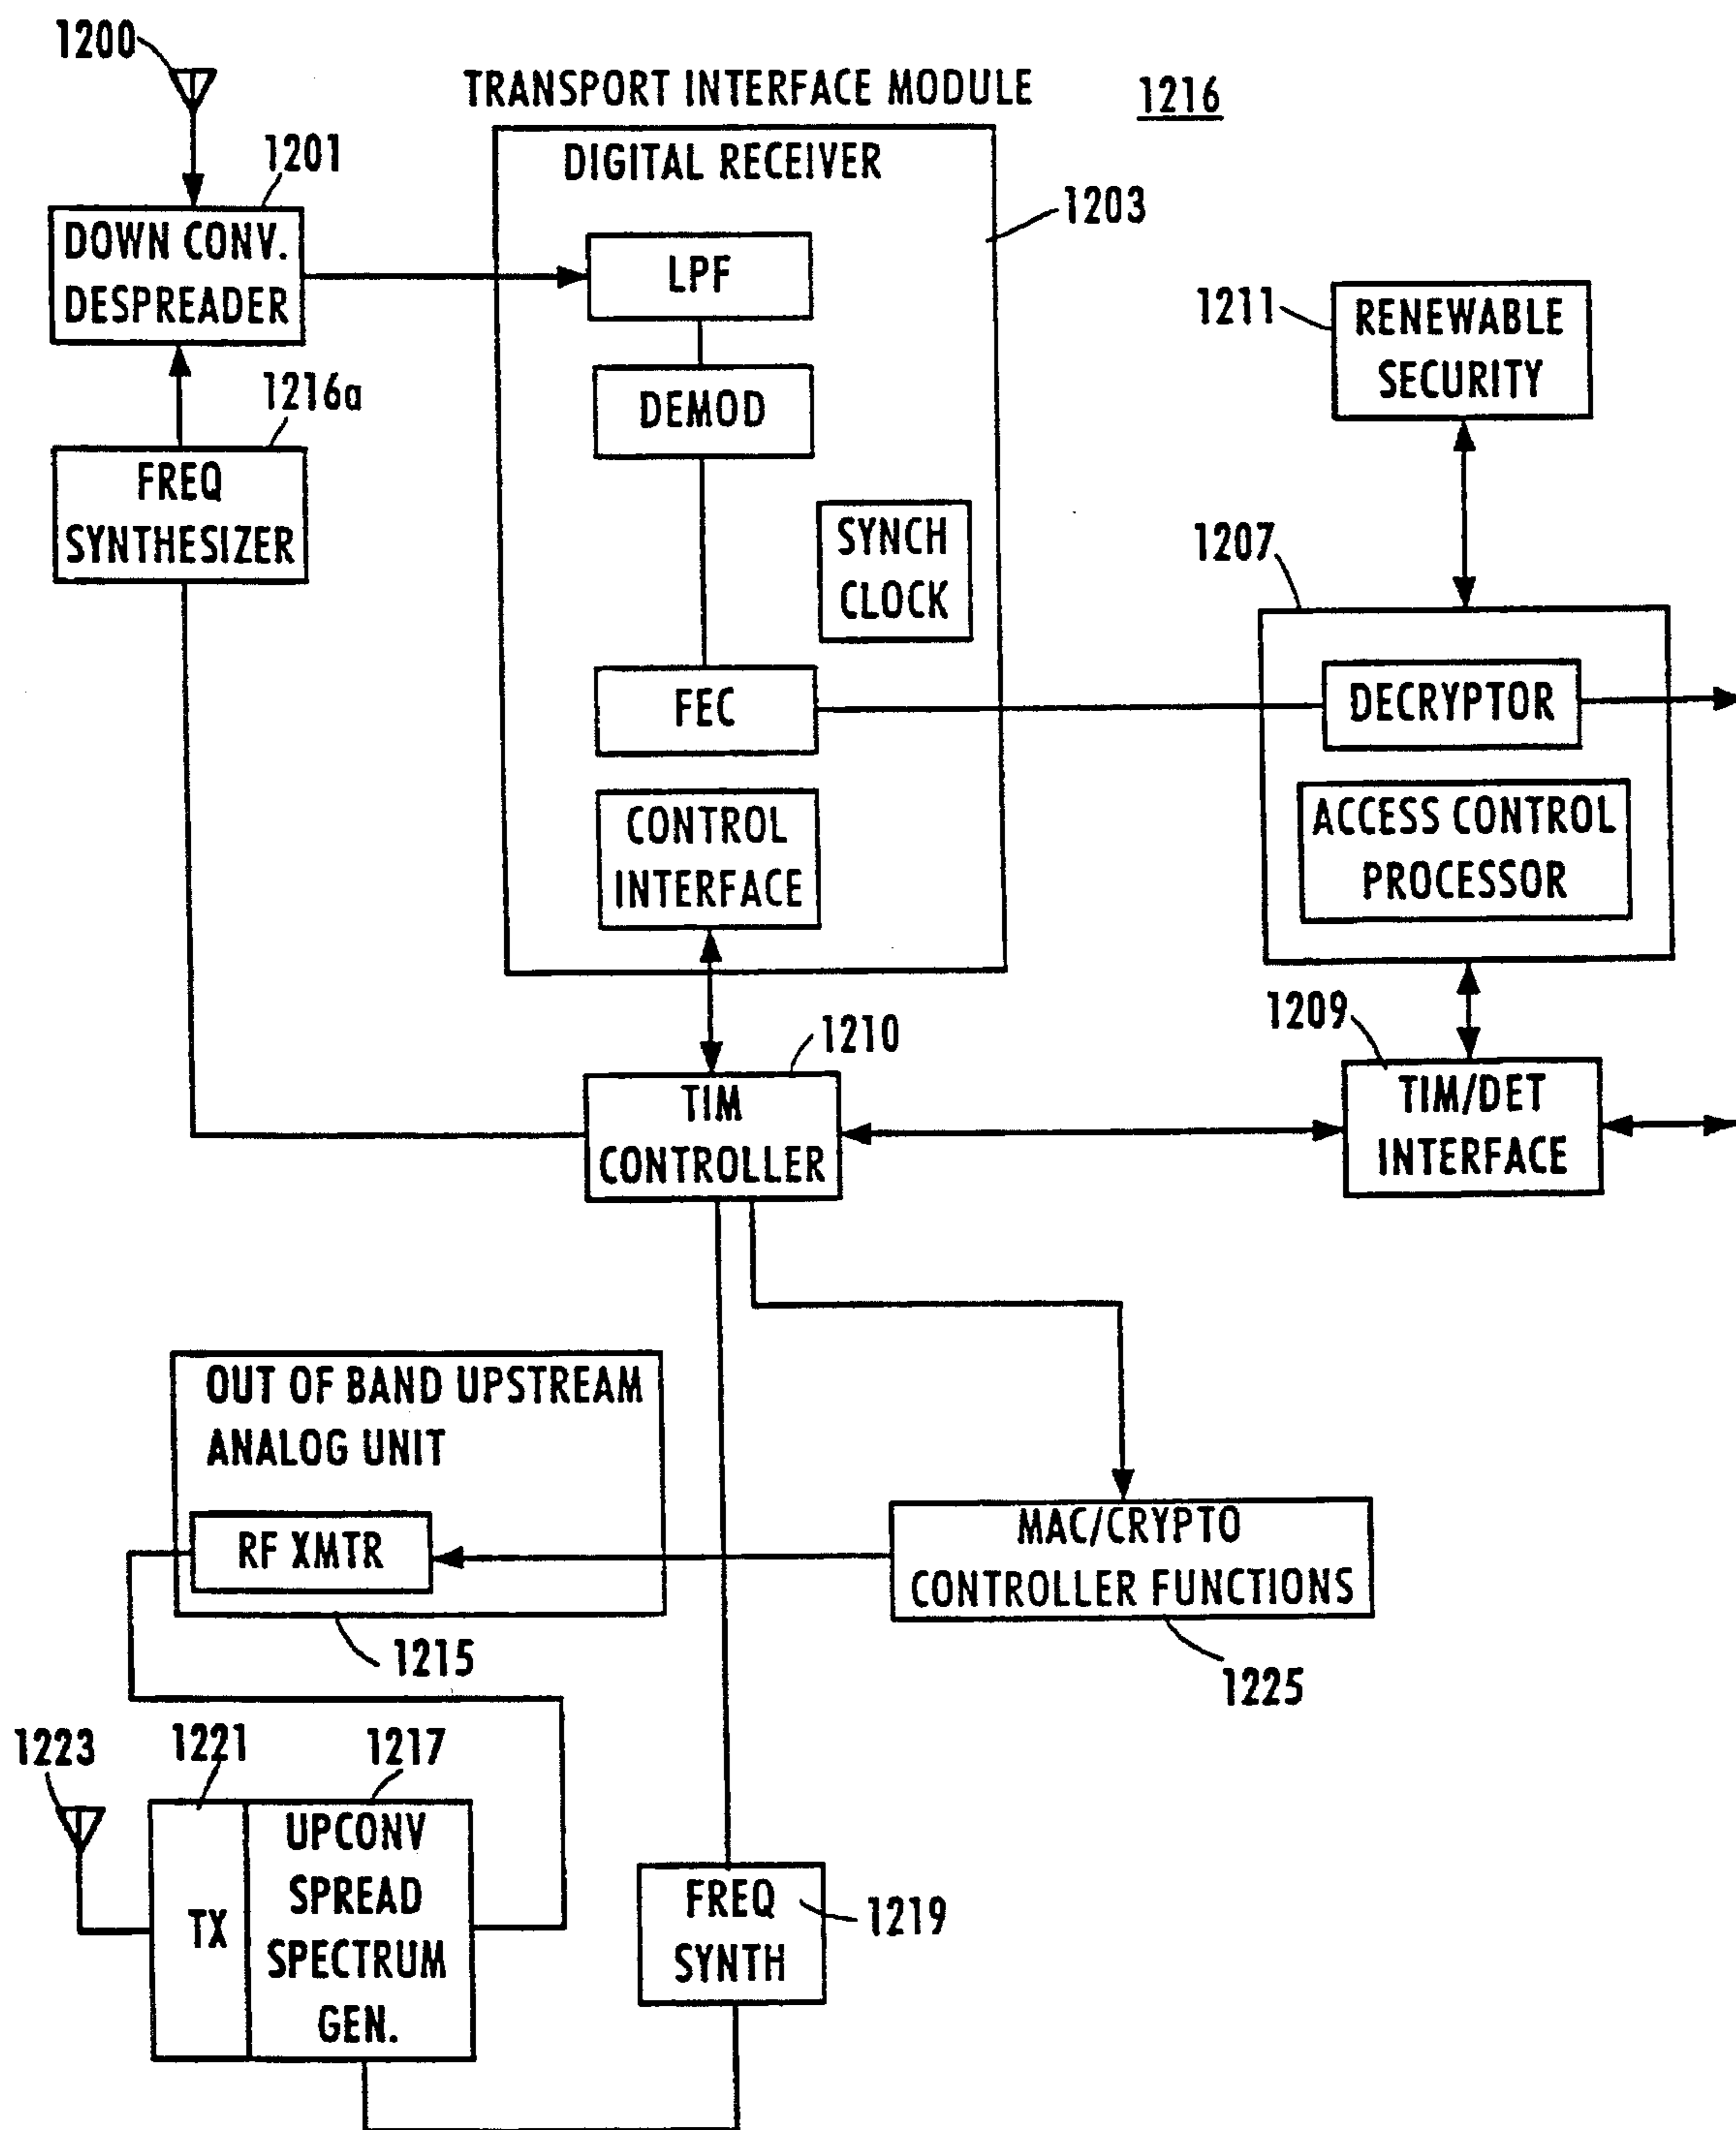 1200
TRANSPORT INTERFACE MODULE
1216
1201
DIGITAL RECEIVER
1203
DOWN CONV.
DESPREADER
LPF
1211
RENEWABLE
SECURITY
1216a
DEMOD
FREQ
SYNTHESIZER
SYNCH
CLOCK
1207
FEC
DECRYPTOR
CONTROL
INTERFACE
ACCESS CONTROL
PROCESSOR
1210
1209
TIM
CONTROLLER
TIM/DET
INTERFACE
OUT OF BAND UPSTREAM
ANALOG UNIT
RF XMTR
MAC/CRYPTO
CONTROLLER FUNCTIONS
1215
1225
1223
1221
1217
TX
UPCONV
SPREAD
SPECTRUM
GEN.
FREQ
SYNTH
1219